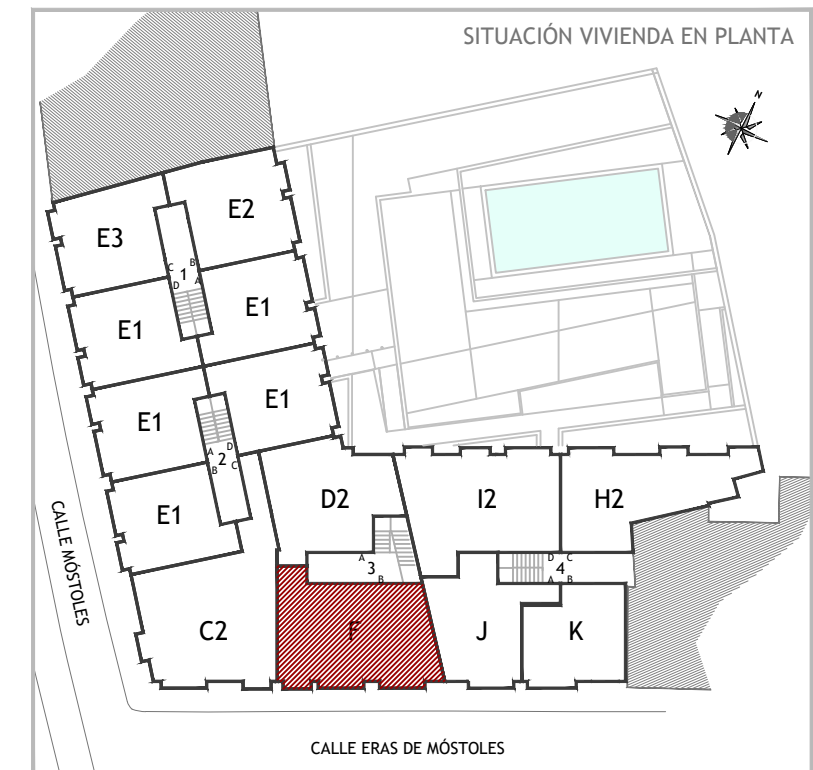 SITUACIÓN VIVIENDA EN PLANTA
N
E3
E2
C B
1
D A
E1
E1
E1
E1
A D
2
B C
E1
D2
I2
H2
A
3
B
D C
4
A B
C2
F
J
K
CALLE MÓSTOLES
CALLE ERAS DE MÓSTOLES